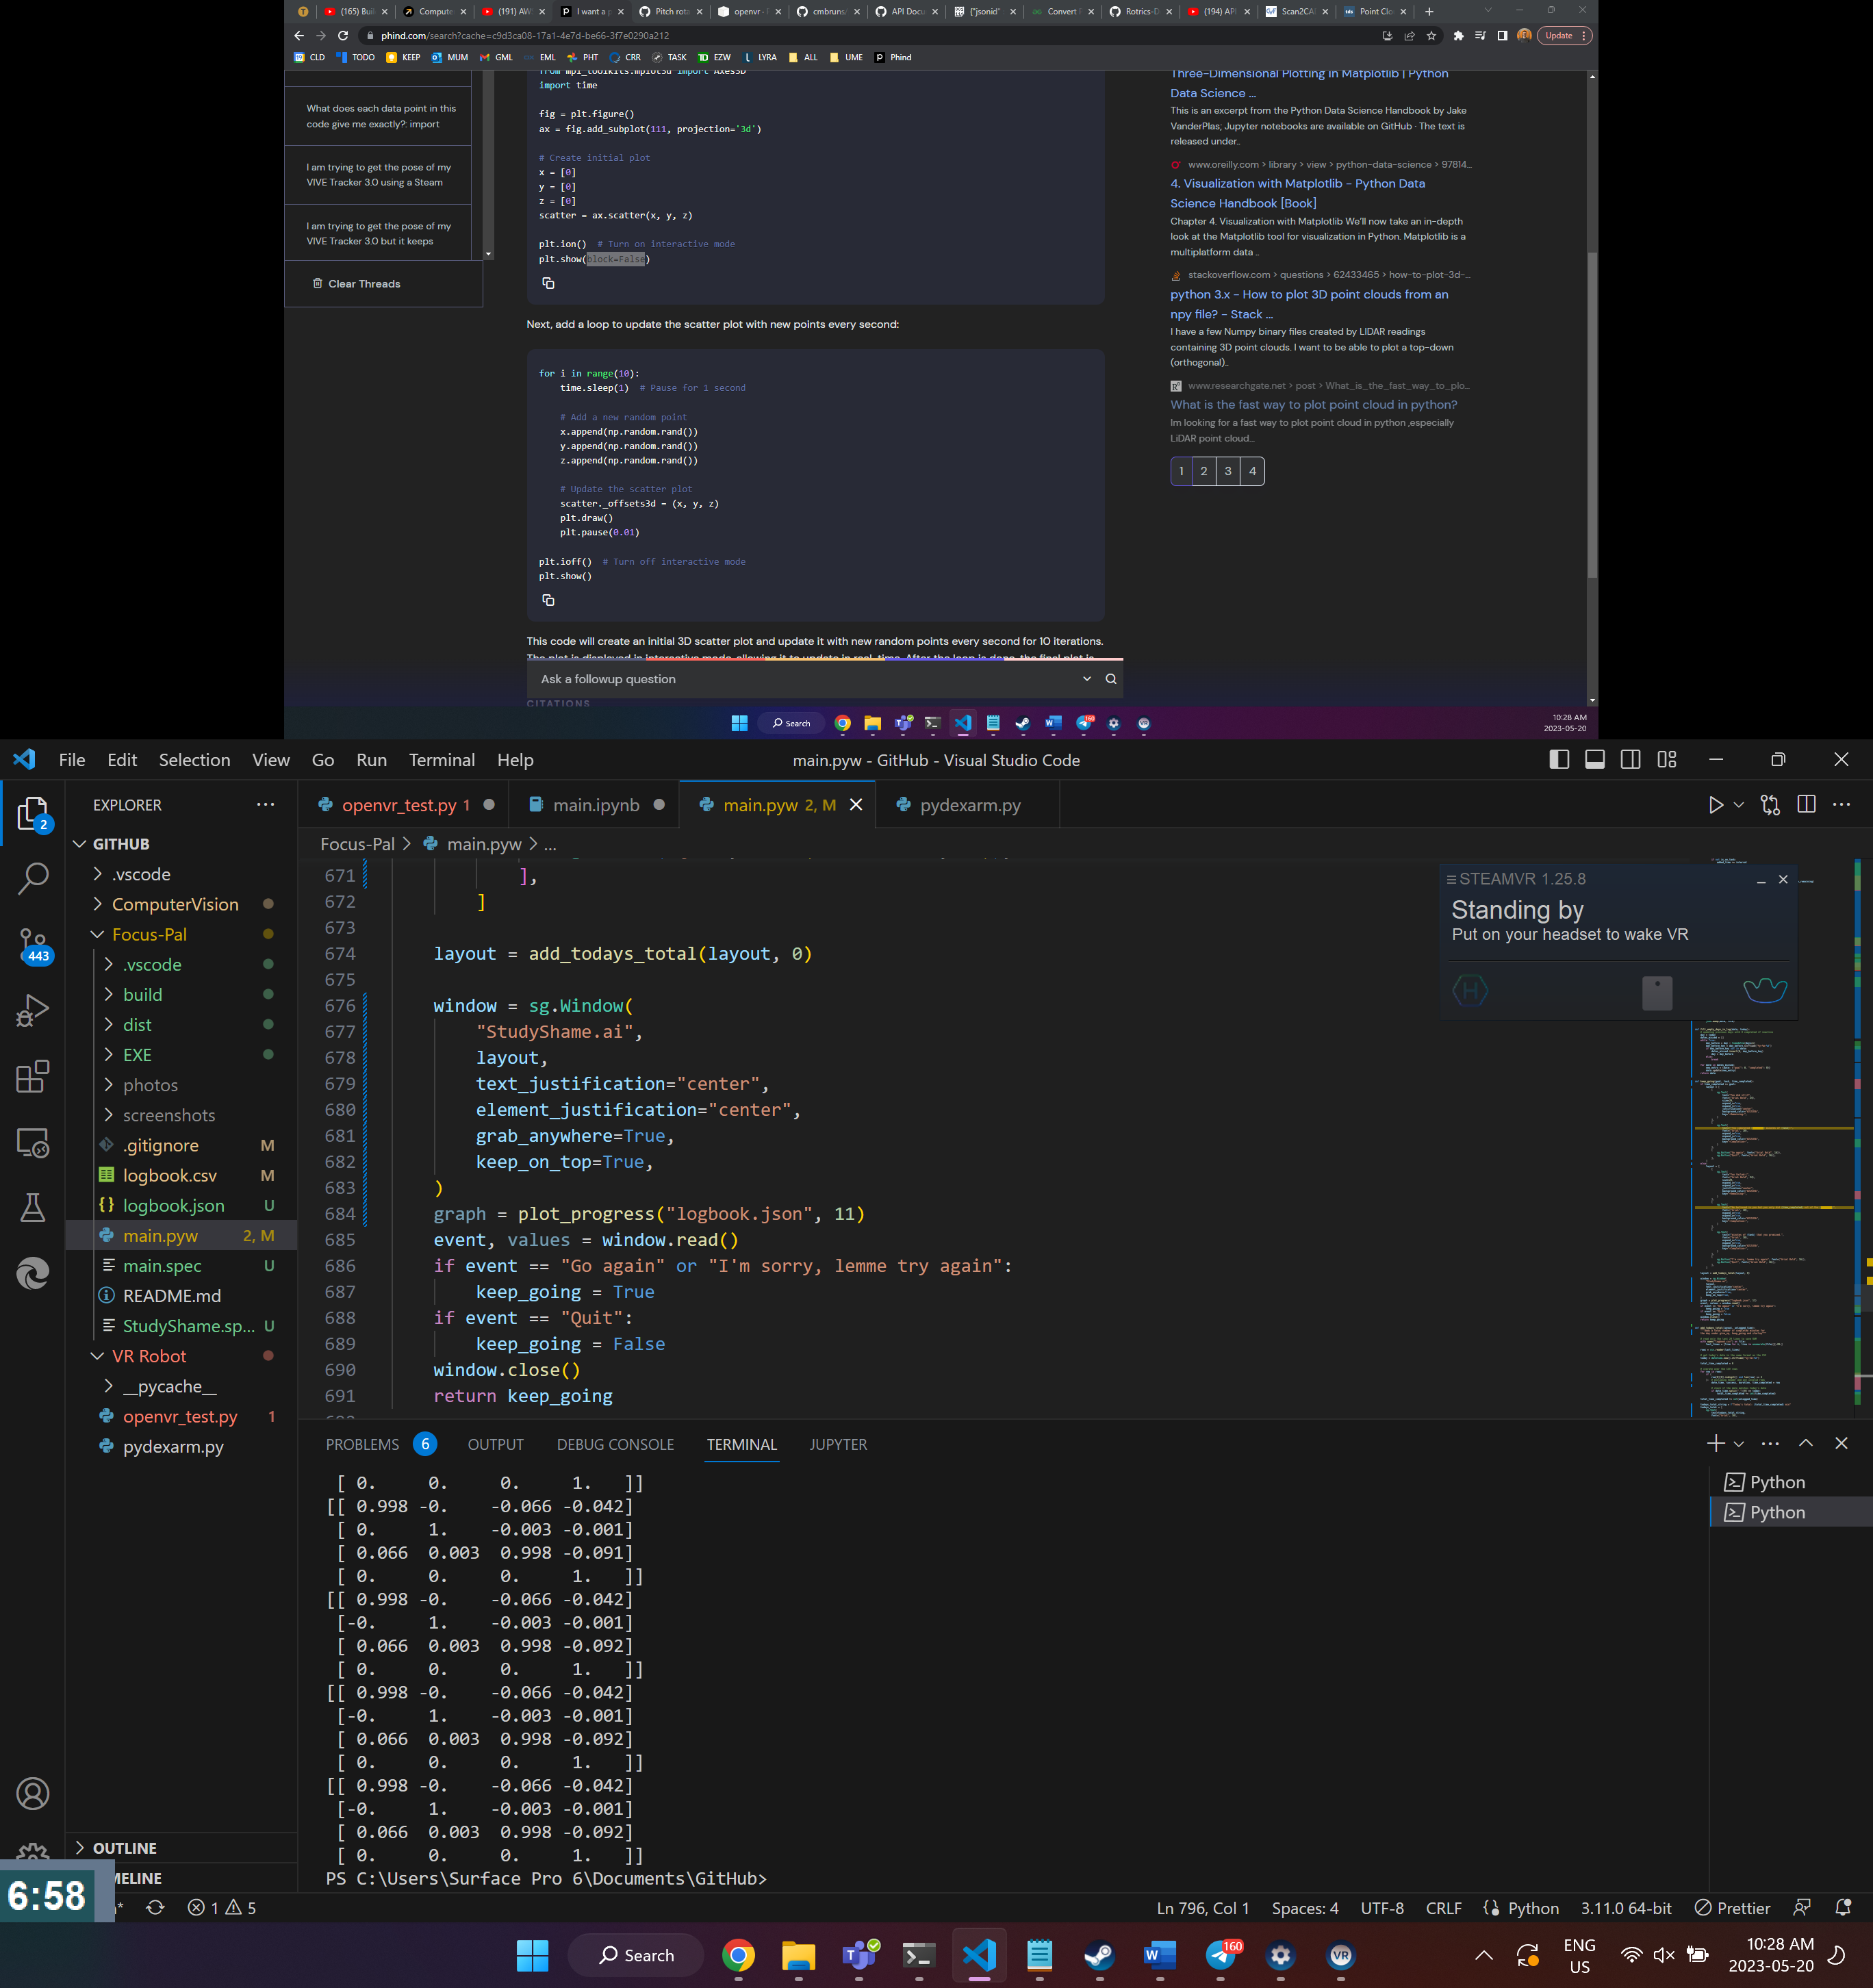 (165) Buil
Compute
(191) AW
I want a p
Pitch rota
openvr - P
cmbruns/
API Docu
{"jsonid"
Convert P
Rotrics-D
(194) API
Scan2CA
Point Clo
phind.com/search?cache=c9d3ca08-17a1-4e7d-be66-3f7e0290a212
Update
CLD TODO KEEP MUM GML EML PHT CRR TASK EZW LYRA ALL UME Phind
What does each data point in this
code give me exactly?: import
I am trying to get the pose of my
VIVE Tracker 3.0 using a Steam
I am trying to get the pose of my
VIVE Tracker 3.0 but it keeps
Clear Threads
from mpl_toolkits.mplot3d import Axes3D
import time
fig = plt.figure()
ax = fig.add_subplot(111, projection='3d')
# Create initial plot
x = [0]
y = [0]
z = [0]
scatter = ax.scatter(x, y, z)
plt.ion()  # Turn on interactive mode
plt.show(block=False)
Next, add a loop to update the scatter plot with new points every second:
for i in range(10):
    time.sleep(1)  # Pause for 1 second
    # Add a new random point
    x.append(np.random.rand())
    y.append(np.random.rand())
    z.append(np.random.rand())
    # Update the scatter plot
    scatter._offsets3d = (x, y, z)
    plt.draw()
    plt.pause(0.01)
plt.ioff()  # Turn off interactive mode
plt.show()
This code will create an initial 3D scatter plot and update it with new random points every second for 10 iterations.
Ask a followup question
CITATIONS
Three-Dimensional Plotting in Matplotlib | Python
Data Science ...
This is an excerpt from the Python Data Science Handbook by Jake
VanderPlas; Jupyter notebooks are available on GitHub · The text is
released under..
www.oreilly.com > library > view > python-data-science > 97814...
4. Visualization with Matplotlib – Python Data
Science Handbook [Book]
Chapter 4. Visualization with Matplotlib We'll now take an in-depth
look at the Matplotlib tool for visualization in Python. Matplotlib is a
multiplatform data ..
stackoverflow.com > questions > 62433465 > how-to-plot-3d-...
python 3.x – How to plot 3D point clouds from an
npy file? – Stack ...
I have a few Numpy binary files created by LIDAR readings
containing 3D point clouds. I want to be able to plot a top-down
(orthogonal)..
www.researchgate.net > post > What_is_the_fast_way_to_plo...
What is the fast way to plot point cloud in python?
Im looking for a fast way to plot point cloud in python ,especially
LiDAR point cloud...
1 2 3 4
Search
160
10:28 AM
2023-05-20
File Edit Selection View Go Run Terminal Help
main.pyw - GitHub - Visual Studio Code
EXPLORER
openvr_test.py 1
main.ipynb
main.pyw 2, M
pydexarm.py
Focus-Pal > main.pyw > ...
2
443
GITHUB
.vscode
ComputerVision
Focus-Pal
.vscode
build
dist
EXE
photos
screenshots
.gitignore M
logbook.csv M
logbook.json U
main.pyw 2, M
main.spec U
README.md
StudyShame.sp... U
VR Robot
__pycache__
openvr_test.py 1
pydexarm.py
OUTLINE
MELINE
671 ],
672 ]
673
674 layout = add_todays_total(layout, 0)
675
676 window = sg.Window(
677 "StudyShame.ai",
678 layout,
679 text_justification="center",
680 element_justification="center",
681 grab_anywhere=True,
682 keep_on_top=True,
683 )
684 graph = plot_progress("logbook.json", 11)
685 event, values = window.read()
686 if event == "Go again" or "I'm sorry, lemme try again":
687 keep_going = True
688 if event == "Quit":
689 keep_going = False
690 window.close()
691 return keep_going
STEAMVR 1.25.8
Standing by
Put on your headset to wake VR
PROBLEMS 6 OUTPUT DEBUG CONSOLE TERMINAL JUPYTER
Python
Python
[ 0. 0. 0. 1. ]]
[[ 0.998 -0. -0.066 -0.042]
[ 0. 1. -0.003 -0.001]
[ 0.066 0.003 0.998 -0.091]
[ 0. 0. 0. 1. ]]
[[ 0.998 -0. -0.066 -0.042]
[-0. 1. -0.003 -0.001]
[ 0.066 0.003 0.998 -0.092]
[ 0. 0. 0. 1. ]]
[[ 0.998 -0. -0.066 -0.042]
[-0. 1. -0.003 -0.001]
[ 0.066 0.003 0.998 -0.092]
[ 0. 0. 0. 1. ]]
[[ 0.998 -0. -0.066 -0.042]
[-0. 1. -0.003 -0.001]
[ 0.066 0.003 0.998 -0.092]
[ 0. 0. 0. 1. ]]
PS C:\Users\Surface Pro 6\Documents\GitHub>
6:58
1 5
Ln 796, Col 1 Spaces: 4 UTF-8 CRLF Python 3.11.0 64-bit Prettier
Search
160
VR
ENG
US
10:28 AM
2023-05-20